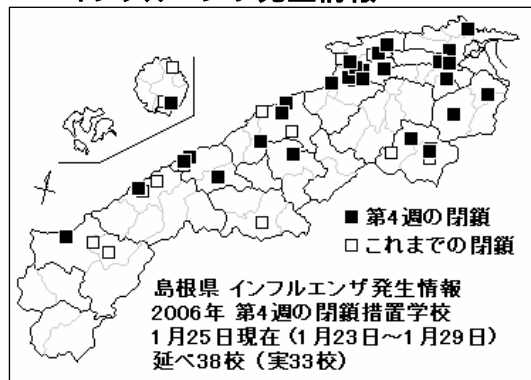 インフルエンザ発生情報
■ 第4週の閉鎖
□ これまでの閉鎖
島根県 インフルエンザ発生情報
2006年 第4週の閉鎖措置学校
1月25日現在 (1月23日～1月29日)
延べ38校 (実33校)